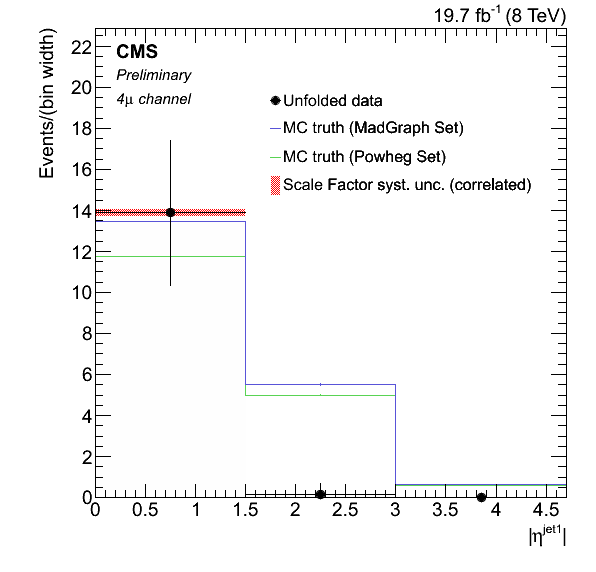 19.7 fb⁻¹ (8 TeV)
Events/(bin width)
CMS
Preliminary
4μ channel
Unfolded data
MC truth (MadGraph Set)
MC truth (Powheg Set)
Scale Factor syst. unc. (correlated)
22
20
18
16
14
12
10
8
6
4
2
0
0 0.5 1 1.5 2 2.5 3 3.5 4 4.5
|η^jet1|